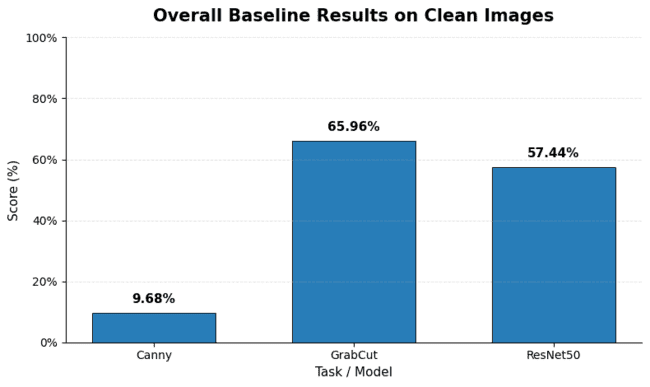 Overall Baseline Results on Clean Images
100%
80%
60%
40%
20%
0%
Score (%)
9.68%
65.96%
57.44%
Canny
GrabCut
ResNet50
Task / Model